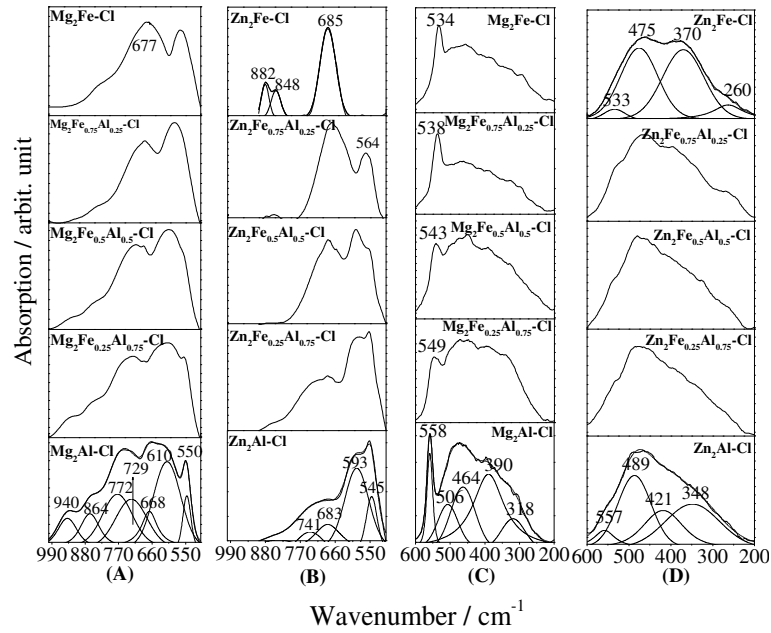 Absorption / arbit. unit
Mg₂Fe-Cl
677
Mg₂Fe₀.₇₅Al₀.₂₅-Cl
Mg₂Fe₀.₅Al₀.₅-Cl
Mg₂Fe₀.₂₅Al₀.₇₅-Cl
Mg₂Al-Cl
940
864
772
729
668
610
550
990 880 770 660 550
(A)
Zn₂Fe-Cl
882
848
685
Zn₂Fe₀.₇₅Al₀.₂₅-Cl
564
Zn₂Fe₀.₅Al₀.₅-Cl
Zn₂Fe₀.₂₅Al₀.₇₅-Cl
Zn₂Al-Cl
741
683
593
545
990 880 770 660 550
(B)
534
Mg₂Fe-Cl
538
Mg₂Fe₀.₇₅Al₀.₂₅-Cl
543
Mg₂Fe₀.₅Al₀.₅-Cl
549
Mg₂Fe₀.₂₅Al₀.₇₅-Cl
558
Mg₂Al-Cl
506
464
390
318
600 500 400 300 200
(C)
Zn₂Fe-Cl
533
475
370
260
Zn₂Fe₀.₇₅Al₀.₂₅-Cl
Zn₂Fe₀.₅Al₀.₅-Cl
Zn₂Fe₀.₂₅Al₀.₇₅-Cl
Zn₂Al-Cl
557
489
421
348
600 500 400 300 200
(D)
Wavenumber / cm⁻¹